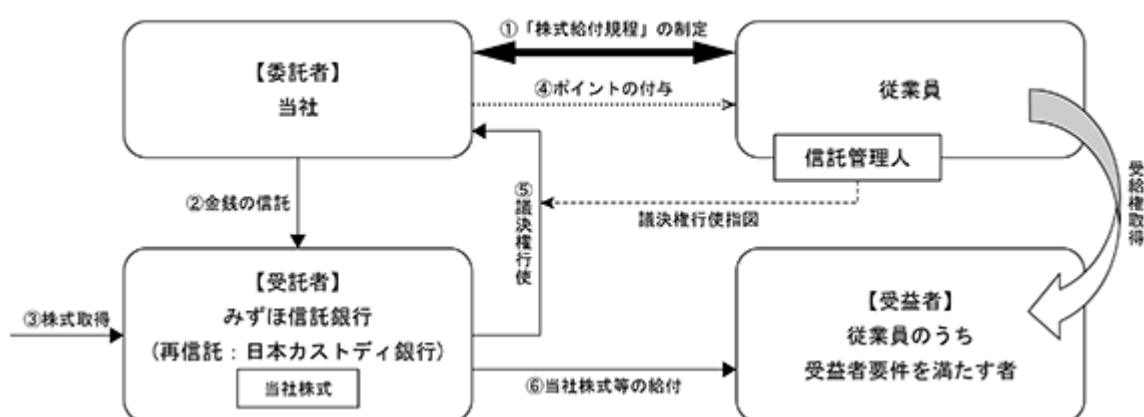 ①「株式給付規程」の制定
【委託者】
当社
④ポイントの付与
従業員
信託管理人
②金銭の信託
⑤議決権行使
議決権行使指図
受給権取得
【受託者】
みずほ信託銀行
(再信託:日本カストディ銀行)
当社株式
③株式取得
⑥当社株式等の給付
【受益者】
従業員のうち
受益者要件を満たす者